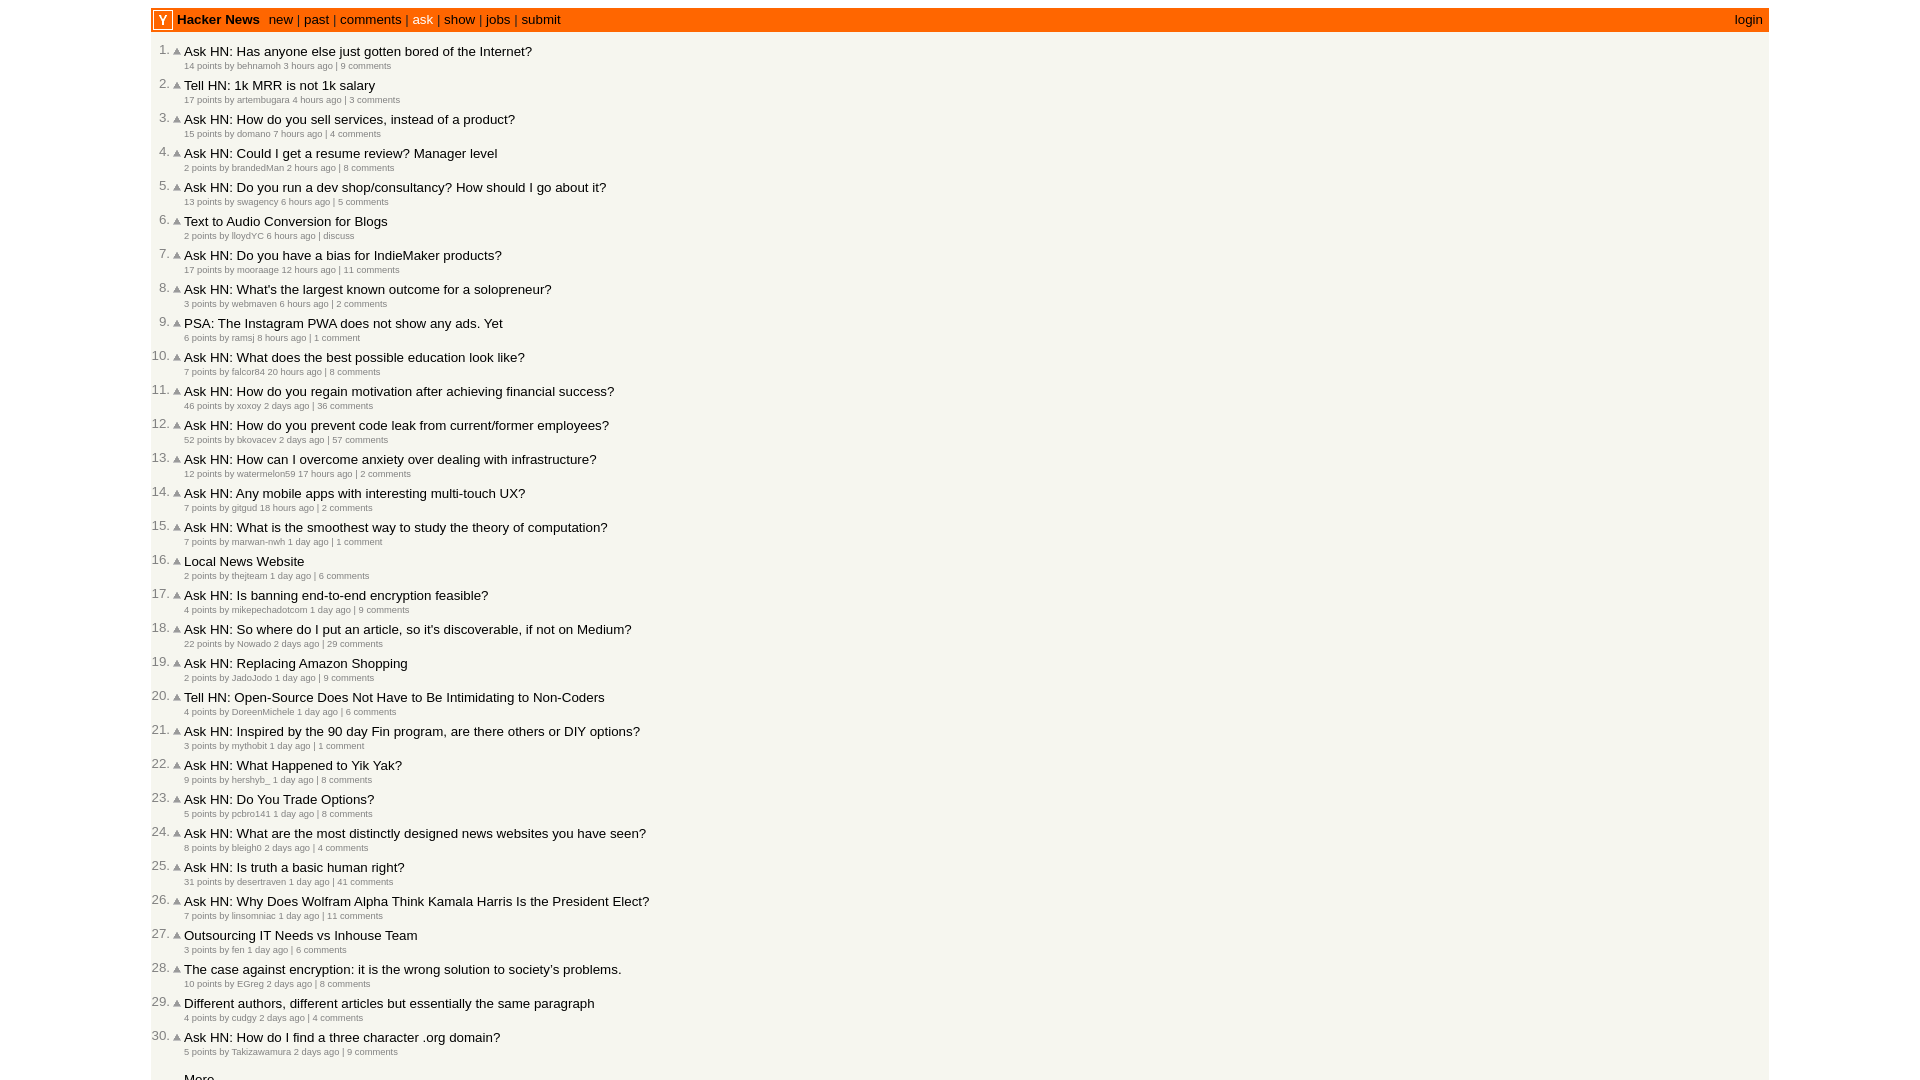 Y Hacker News new | past | comments | ask | show | jobs | submit login
1. Ask HN: Has anyone else just gotten bored of the Internet?
14 points by behnamoh 3 hours ago | 9 comments
2. Tell HN: 1k MRR is not 1k salary
17 points by artembugara 4 hours ago | 3 comments
3. Ask HN: How do you sell services, instead of a product?
15 points by domano 7 hours ago | 4 comments
4. Ask HN: Could I get a resume review? Manager level
2 points by brandedMan 2 hours ago | 8 comments
5. Ask HN: Do you run a dev shop/consultancy? How should I go about it?
13 points by swagency 6 hours ago | 5 comments
6. Text to Audio Conversion for Blogs
2 points by lloydYC 6 hours ago | discuss
7. Ask HN: Do you have a bias for IndieMaker products?
17 points by mooraage 12 hours ago | 11 comments
8. Ask HN: What's the largest known outcome for a solopreneur?
3 points by webmaven 6 hours ago | 2 comments
9. PSA: The Instagram PWA does not show any ads. Yet
6 points by ramsj 8 hours ago | 1 comment
10. Ask HN: What does the best possible education look like?
7 points by falcor84 20 hours ago | 8 comments
11. Ask HN: How do you regain motivation after achieving financial success?
46 points by xoxoy 2 days ago | 36 comments
12. Ask HN: How do you prevent code leak from current/former employees?
52 points by bkovacev 2 days ago | 57 comments
13. Ask HN: How can I overcome anxiety over dealing with infrastructure?
12 points by watermelon59 17 hours ago | 2 comments
14. Ask HN: Any mobile apps with interesting multi-touch UX?
7 points by gitgud 18 hours ago | 2 comments
15. Ask HN: What is the smoothest way to study the theory of computation?
7 points by marwan-nwh 1 day ago | 1 comment
16. Local News Website
2 points by thejteam 1 day ago | 6 comments
17. Ask HN: Is banning end-to-end encryption feasible?
4 points by mikepechadotcom 1 day ago | 9 comments
18. Ask HN: So where do I put an article, so it's discoverable, if not on Medium?
22 points by Nowado 2 days ago | 29 comments
19. Ask HN: Replacing Amazon Shopping
2 points by JadoJodo 1 day ago | 9 comments
20. Tell HN: Open-Source Does Not Have to Be Intimidating to Non-Coders
4 points by DoreenMichele 1 day ago | 6 comments
21. Ask HN: Inspired by the 90 day Fin program, are there others or DIY options?
3 points by mythobit 1 day ago | 1 comment
22. Ask HN: What Happened to Yik Yak?
9 points by hershyb_ 1 day ago | 8 comments
23. Ask HN: Do You Trade Options?
5 points by pcbro141 1 day ago | 8 comments
24. Ask HN: What are the most distinctly designed news websites you have seen?
8 points by bleigh0 2 days ago | 4 comments
25. Ask HN: Is truth a basic human right?
31 points by desertraven 1 day ago | 41 comments
26. Ask HN: Why Does Wolfram Alpha Think Kamala Harris Is the President Elect?
7 points by linsomniac 1 day ago | 11 comments
27. Outsourcing IT Needs vs Inhouse Team
3 points by fen 1 day ago | 6 comments
28. The case against encryption: it is the wrong solution to society’s problems.
10 points by EGreg 2 days ago | 8 comments
29. Different authors, different articles but essentially the same paragraph
4 points by cudgy 2 days ago | 4 comments
30. Ask HN: How do I find a three character .org domain?
5 points by Takizawamura 2 days ago | 9 comments
More